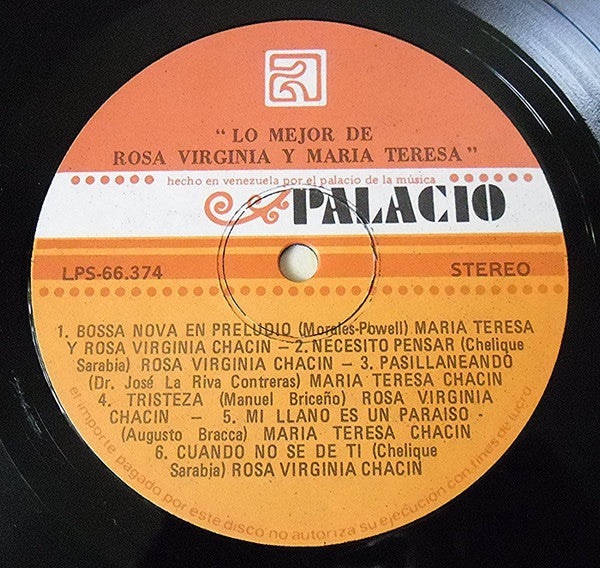 " LO MEJOR DE
ROSA VIRGINIA Y MARIA TERESA "
hecho en venezuela por el palacio de la música
PALACIO
LPS-66.374 STEREO
1. BOSSA NOVA EN PRELUDIO (Morales-Powell) MARIA TERESA
Y ROSA VIRGINIA CHACIN – 2. NECESITO PENSAR (Chelique
Sarabia) ROSA VIRGINIA CHACIN – 3. PASILLANEANDO
(Dr. José La Riva Contreras) MARIA TERESA CHACIN
4. TRISTEZA (Manuel Briceño) ROSA VIRGINIA
CHACIN – 5. MI LLANO ES UN PARAISO -
(Augusto Bracca) MARIA TERESA CHACIN
6. CUANDO NO SE DE TI (Chelique
Sarabia) ROSA VIRGINIA CHACIN
el importe pagado por este disco no autoriza su ejecución con fines de lucro